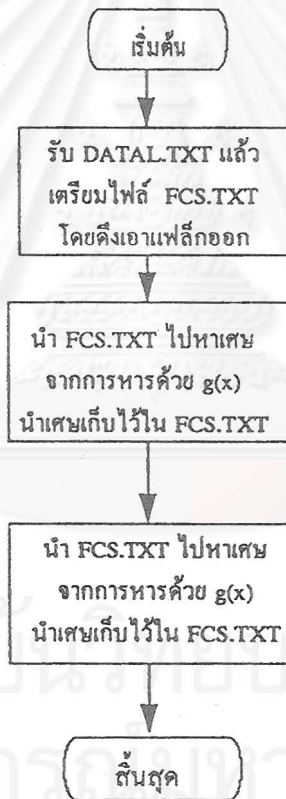 เริ่มต้น
รับ DATAL.TXT แล้ว
เตรียมไฟล์ FCS.TXT
โดยดึงเอาแฟล็กออก
นำ FCS.TXT ไปหาเศษ
จากการหารด้วย g(x)
นำเศษเก็บไว้ใน FCS.TXT
นำ FCS.TXT ไปหาเศษ
จากการหารด้วย g(x)
นำเศษเก็บไว้ใน FCS.TXT
สิ้นสุด